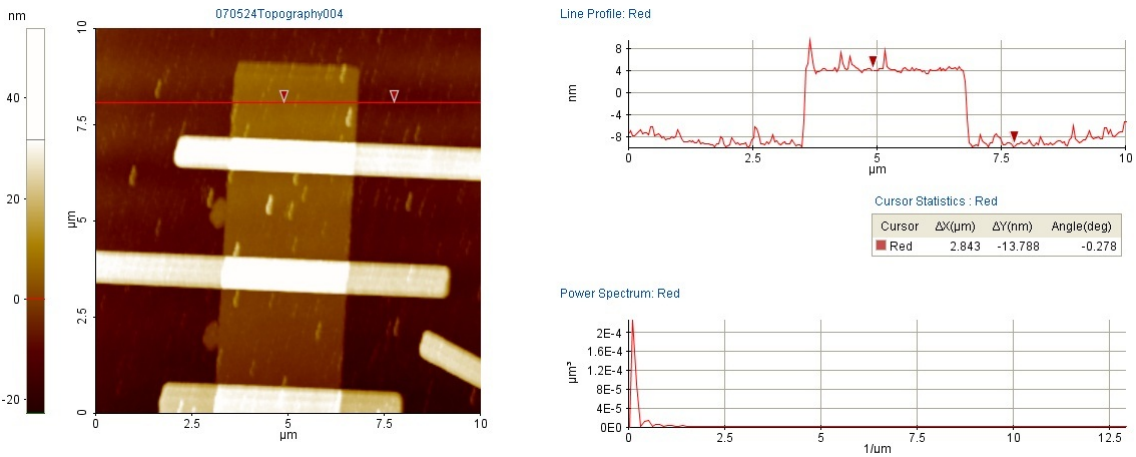 070524Topography004
nm
40
20
0
-20
10
7.5
5
2.5
0
µm
0
2.5
5
7.5
10
µm
Line Profile: Red
nm
8
4
0
-4
-8
0
2.5
5
7.5
10
µm
Cursor Statistics : Red
Cursor ΔX(µm) ΔY(nm) Angle(deg)
Red 2.843 -13.788 -0.278
Power Spectrum: Red
µm³
2E-4
1.6E-4
1.2E-4
8E-5
4E-5
0E0
0
2.5
5
7.5
10
12.5
1/µm